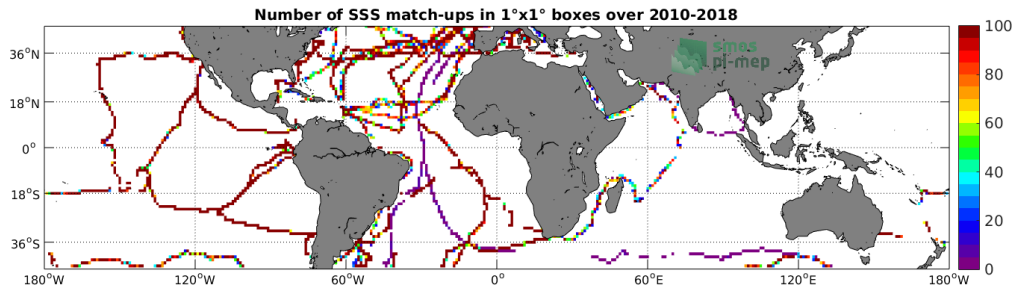 Number of SSS match-ups in 1°x1° boxes over 2010-2018
smos
pi-mep
36°N
18°N
0°
18°S
36°S
180°W
120°W
60°W
0°
60°E
120°E
180°W
100
80
60
40
20
0